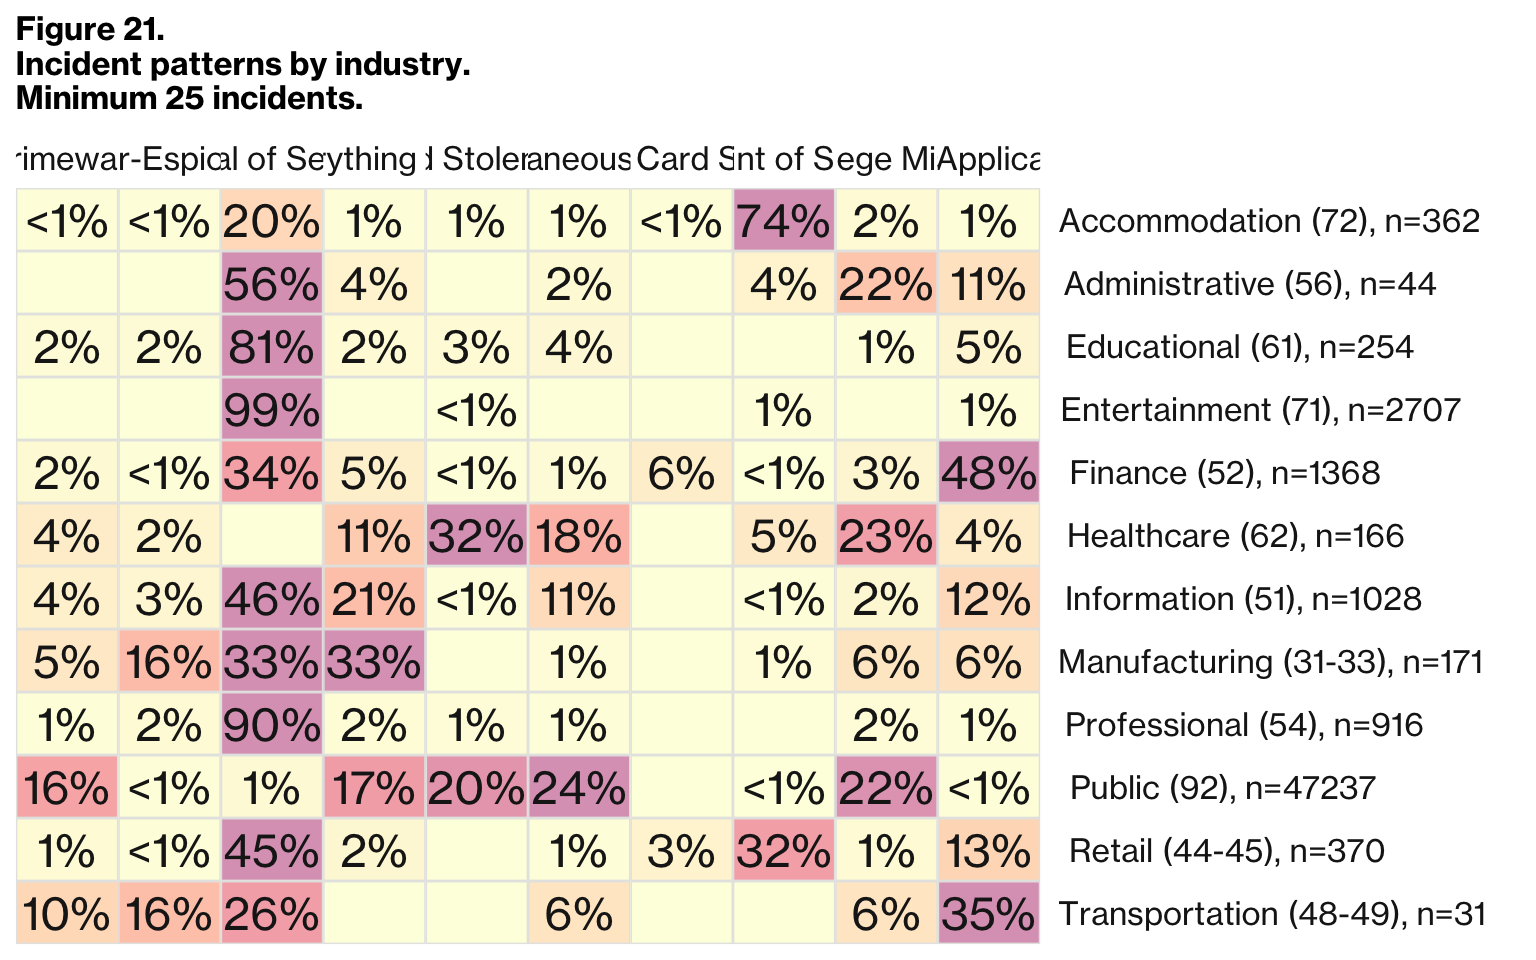 Figure 21.
Incident patterns by industry.
Minimum 25 incidents.
rimewar-Espic al of Se rything d Stolen aneous Card S nt of S ege Mi Applica
<1% <1% 20% 1% 1% 1% <1% 74% 2% 1% Accommodation (72), n=362
56% 4% 2% 4% 22% 11% Administrative (56), n=44
2% 2% 81% 2% 3% 4% 1% 5% Educational (61), n=254
99% <1% 1% 1% Entertainment (71), n=2707
2% <1% 34% 5% <1% 1% 6% <1% 3% 48% Finance (52), n=1368
4% 2% 11% 32% 18% 5% 23% 4% Healthcare (62), n=166
4% 3% 46% 21% <1% 11% <1% 2% 12% Information (51), n=1028
5% 16% 33% 33% 1% 1% 6% 6% Manufacturing (31-33), n=171
1% 2% 90% 2% 1% 1% 2% 1% Professional (54), n=916
16% <1% 1% 17% 20% 24% <1% 22% <1% Public (92), n=47237
1% <1% 45% 2% 1% 3% 32% 1% 13% Retail (44-45), n=370
10% 16% 26% 6% 6% 35% Transportation (48-49), n=31